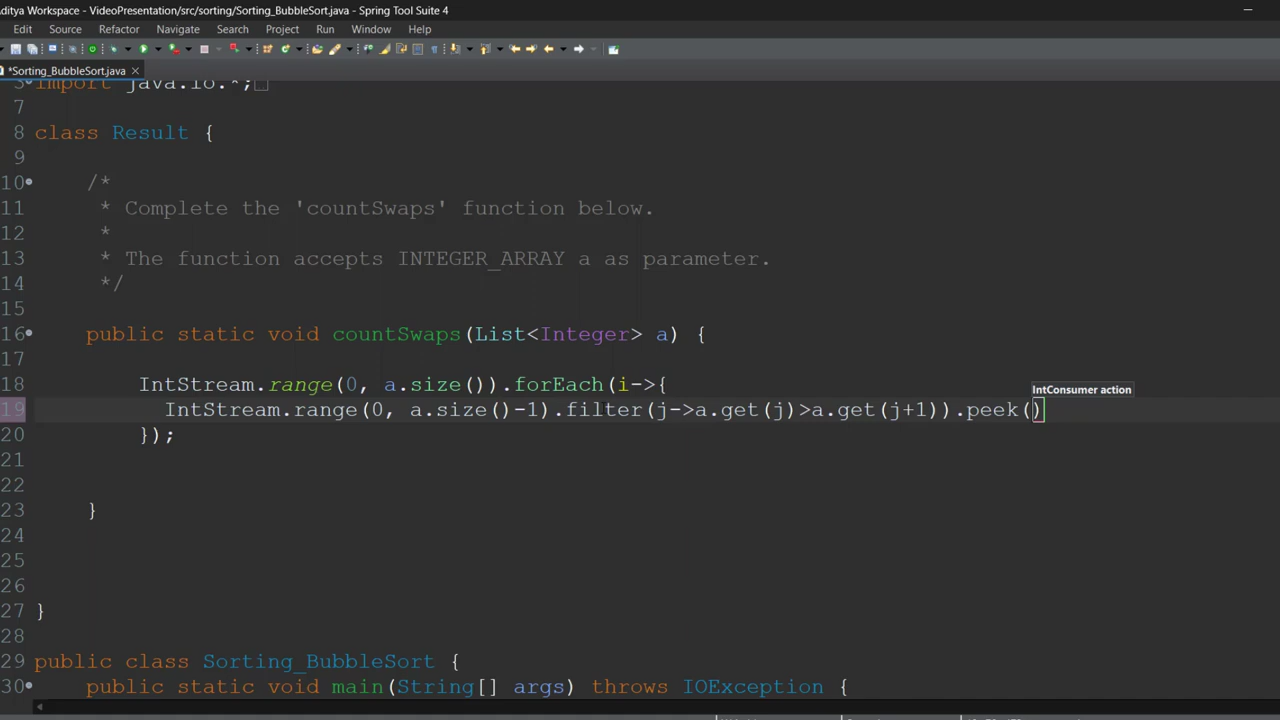 Aditya Workspace - VideoPresentation/src/sorting/Sorting_BubbleSort.java - Spring Tool Suite 4
Edit Source Refactor Navigate Search Project Run Window Help
*Sorting_BubbleSort.java
3 import java.io.*;
7
8 class Result {
9
10 /*
11 * Complete the 'countSwaps' function below.
12 *
13 * The function accepts INTEGER_ARRAY a as parameter.
14 */
15
16 public static void countSwaps(List<Integer> a) {
17
18 IntStream.range(0, a.size()).forEach(i->{
IntConsumer action
19 IntStream.range(0, a.size()-1).filter(j->a.get(j)>a.get(j+1)).peek()
20 });
21
22
23 }
24
25
26
27 }
28
29 public class Sorting_BubbleSort {
30 public static void main(String[] args) throws IOException {